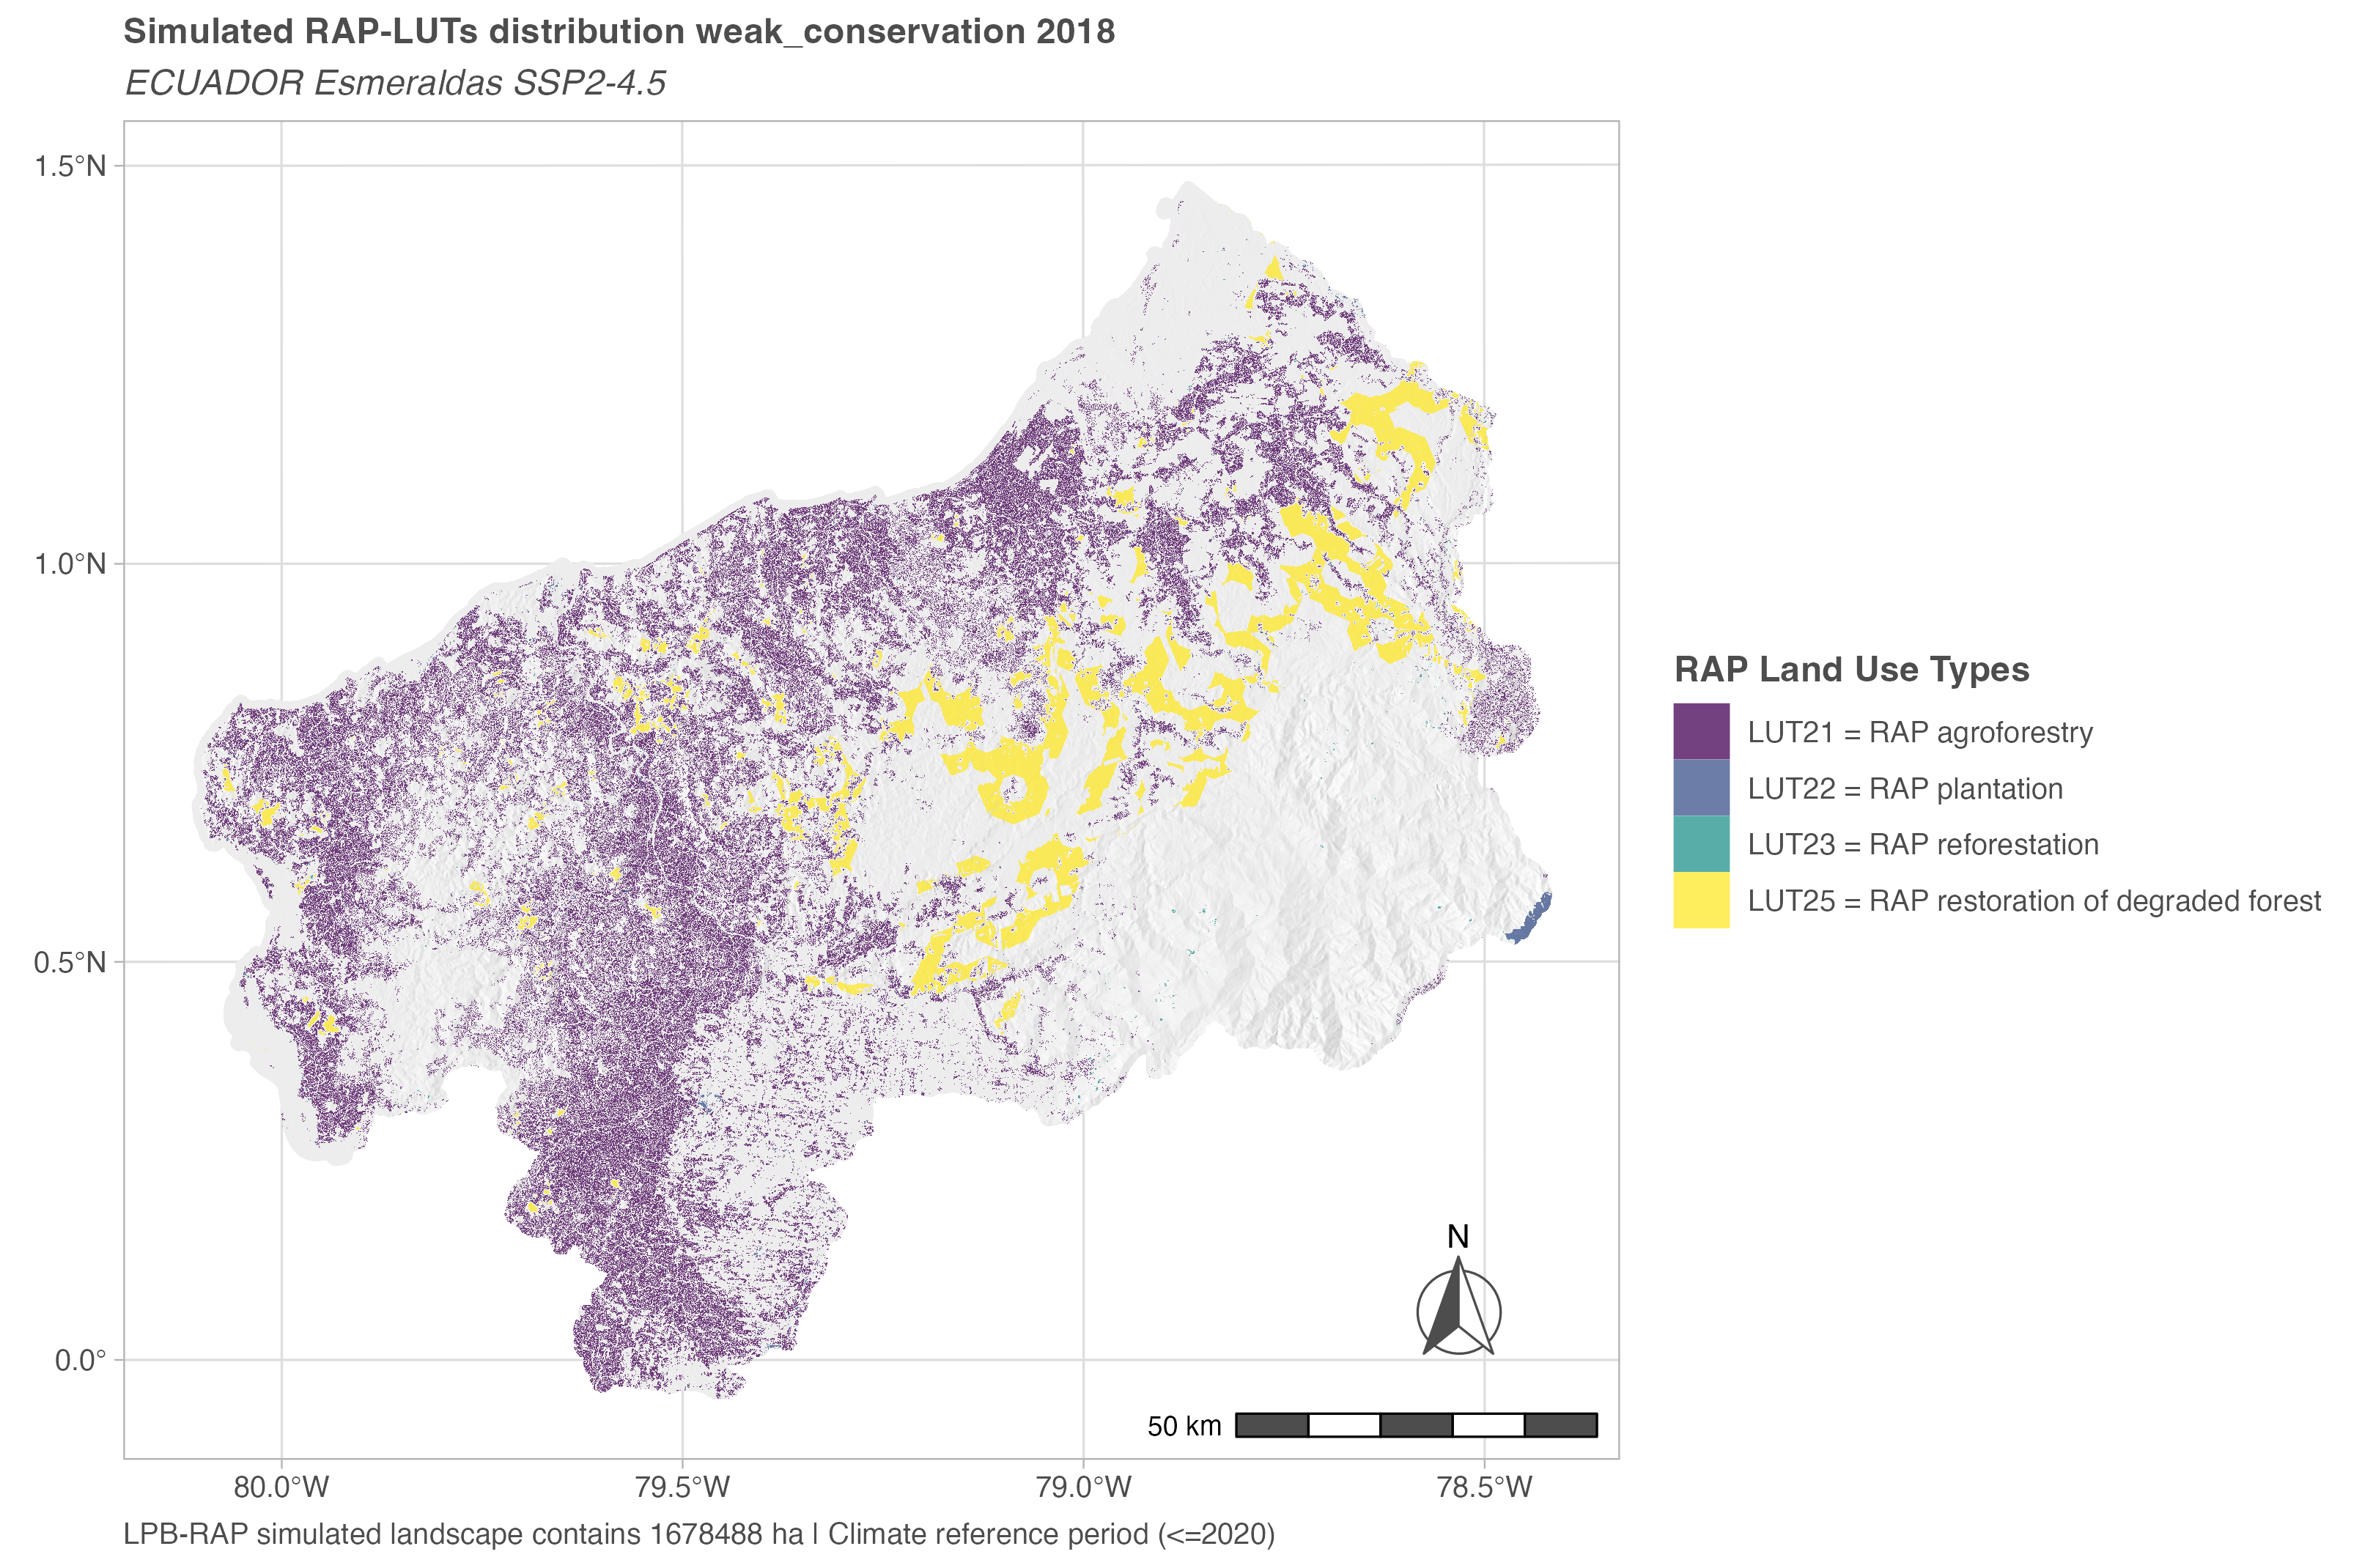 Simulated RAP-LUTs distribution weak_conservation 2018
ECUADOR Esmeraldas SSP2-4.5
1.5°N
1.0°N
0.5°N
0.0°
80.0°W
79.5°W
79.0°W
78.5°W
N
50 km
RAP Land Use Types
LUT21 = RAP agroforestry
LUT22 = RAP plantation
LUT23 = RAP reforestation
LUT25 = RAP restoration of degraded forest
LPB-RAP simulated landscape contains 1678488 ha | Climate reference period (<=2020)